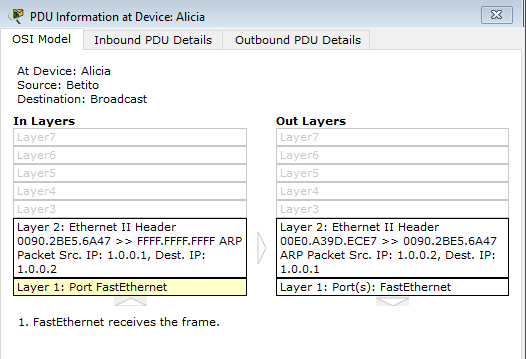 PDU Information at Device: Alicia
OSI Model Inbound PDU Details Outbound PDU Details
At Device: Alicia
Source: Betito
Destination: Broadcast
In Layers
Layer7
Layer6
Layer5
Layer4
Layer3
Layer 2: Ethernet II Header
0090.2BE5.6A47 >> FFFF.FFFF.FFFF ARP
Packet Src. IP: 1.0.0.1, Dest. IP:
1.0.0.2
Layer 1: Port FastEthernet
Out Layers
Layer7
Layer6
Layer5
Layer4
Layer3
Layer 2: Ethernet II Header
00E0.A39D.ECE7 >> 0090.2BE5.6A47
ARP Packet Src. IP: 1.0.0.2, Dest. IP:
1.0.0.1
Layer 1: Port(s): FastEthernet
1. FastEthernet receives the frame.